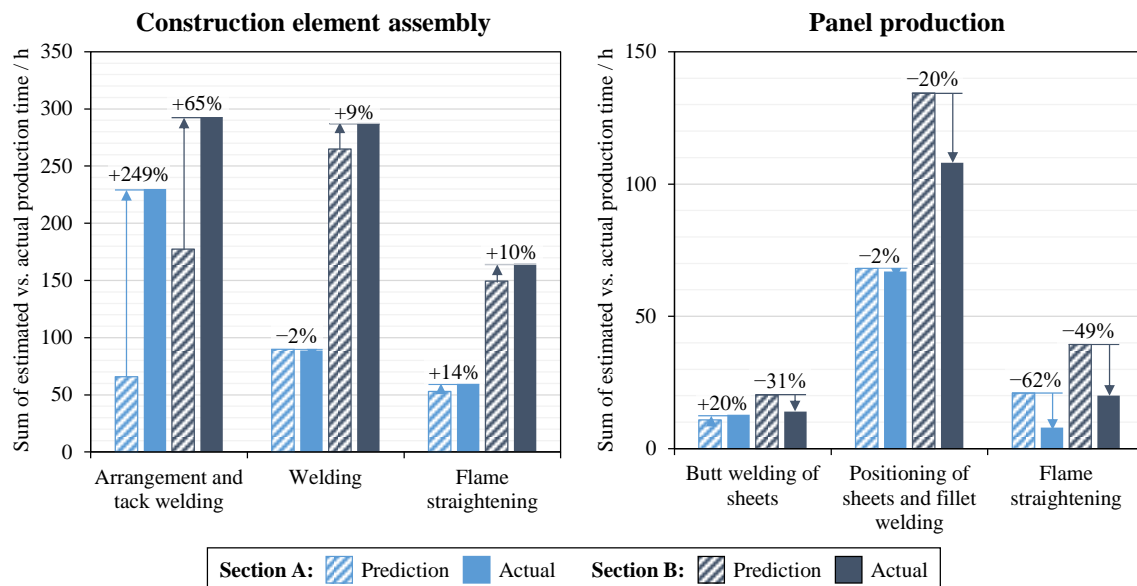 Construction element assembly
Sum of estimated vs. actual production time / h
350
300
250
200
150
100
50
0
+249%
+65%
−2%
+9%
+14%
+10%
Arrangement and
tack welding
Welding
Flame
straightening
Panel production
Sum of estimated vs. actual production time / h
150
100
50
0
+20%
−31%
−2%
−20%
−62%
−49%
Butt welding of
sheets
Positioning of
sheets and fillet
welding
Flame
straightening
Section A: Prediction Actual Section B: Prediction Actual